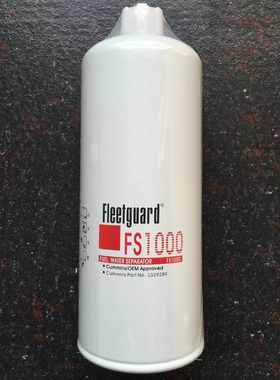 Fleetguard®
FS1000
FUEL/WATER SEPARATOR FS1000
• Cummins/OEM Approved
• Cummins Part No. 3329289